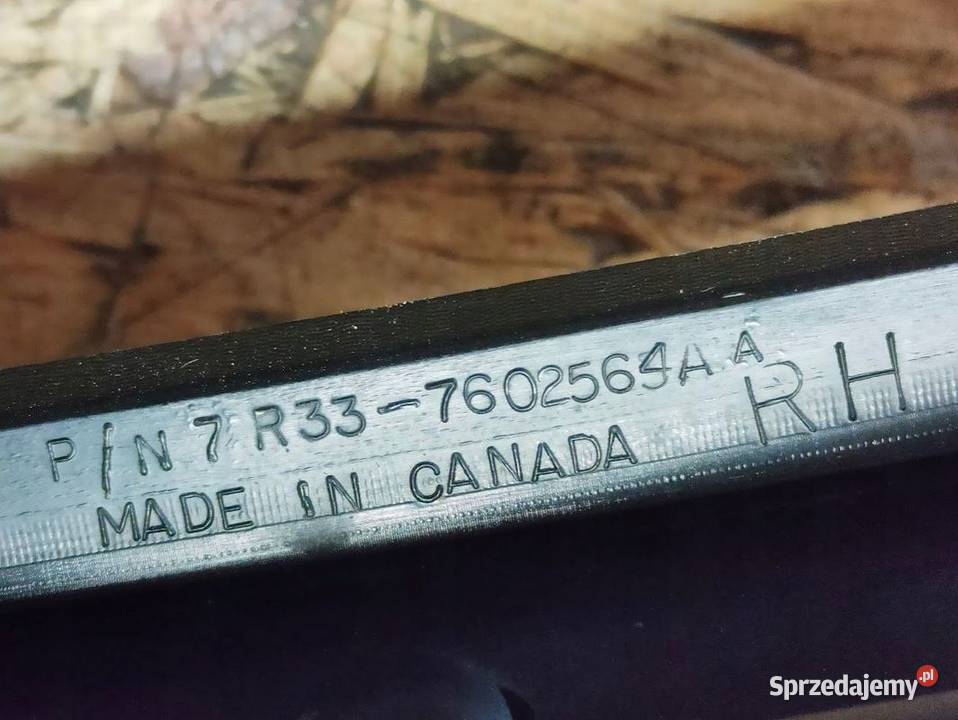 P/N 7R33-7602564AA RH
MADE IN CANADA
Sprzedajemy.pl